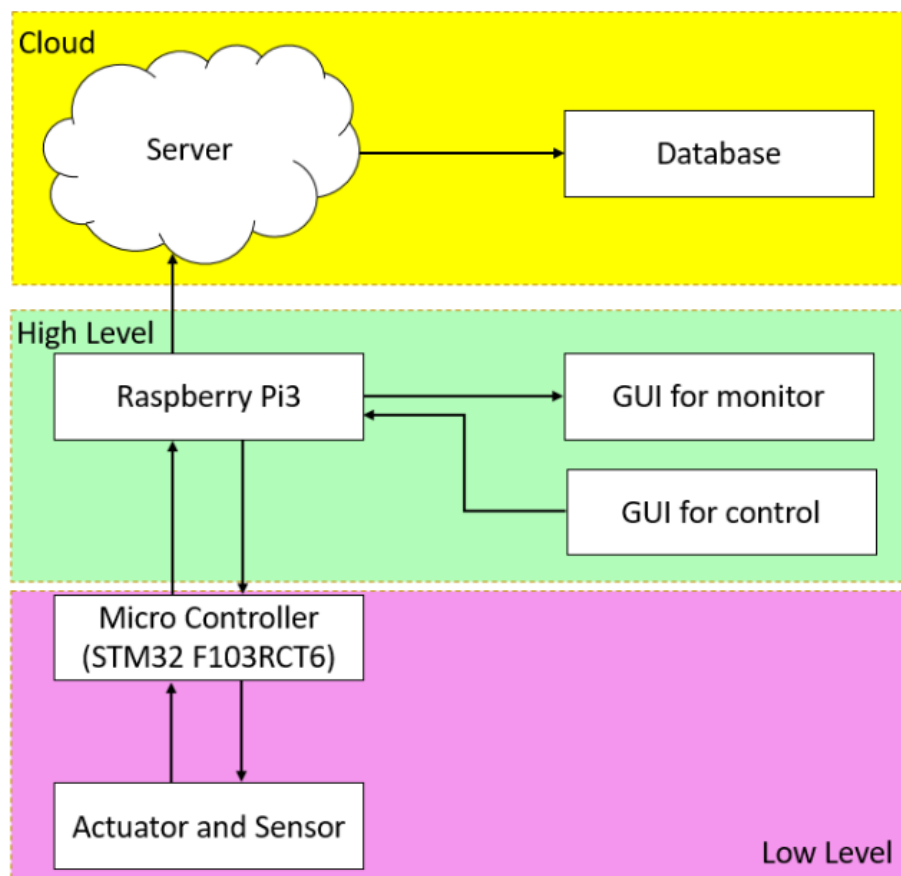 Cloud
Server
Database
High Level
Raspberry Pi3
GUI for monitor
GUI for control
Micro Controller
(STM32 F103RCT6)
Actuator and Sensor
Low Level